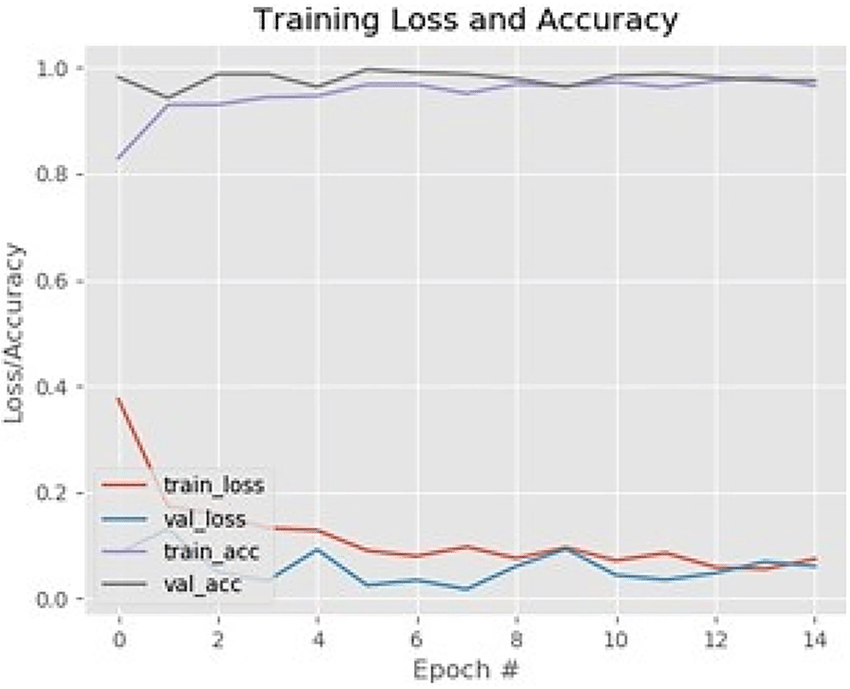 Training Loss and Accuracy
Loss/Accuracy
1.0
0.8
0.6
0.4
0.2
0.0
train_loss
val_loss
train_acc
val_acc
0 2 4 6 8 10 12 14
Epoch #